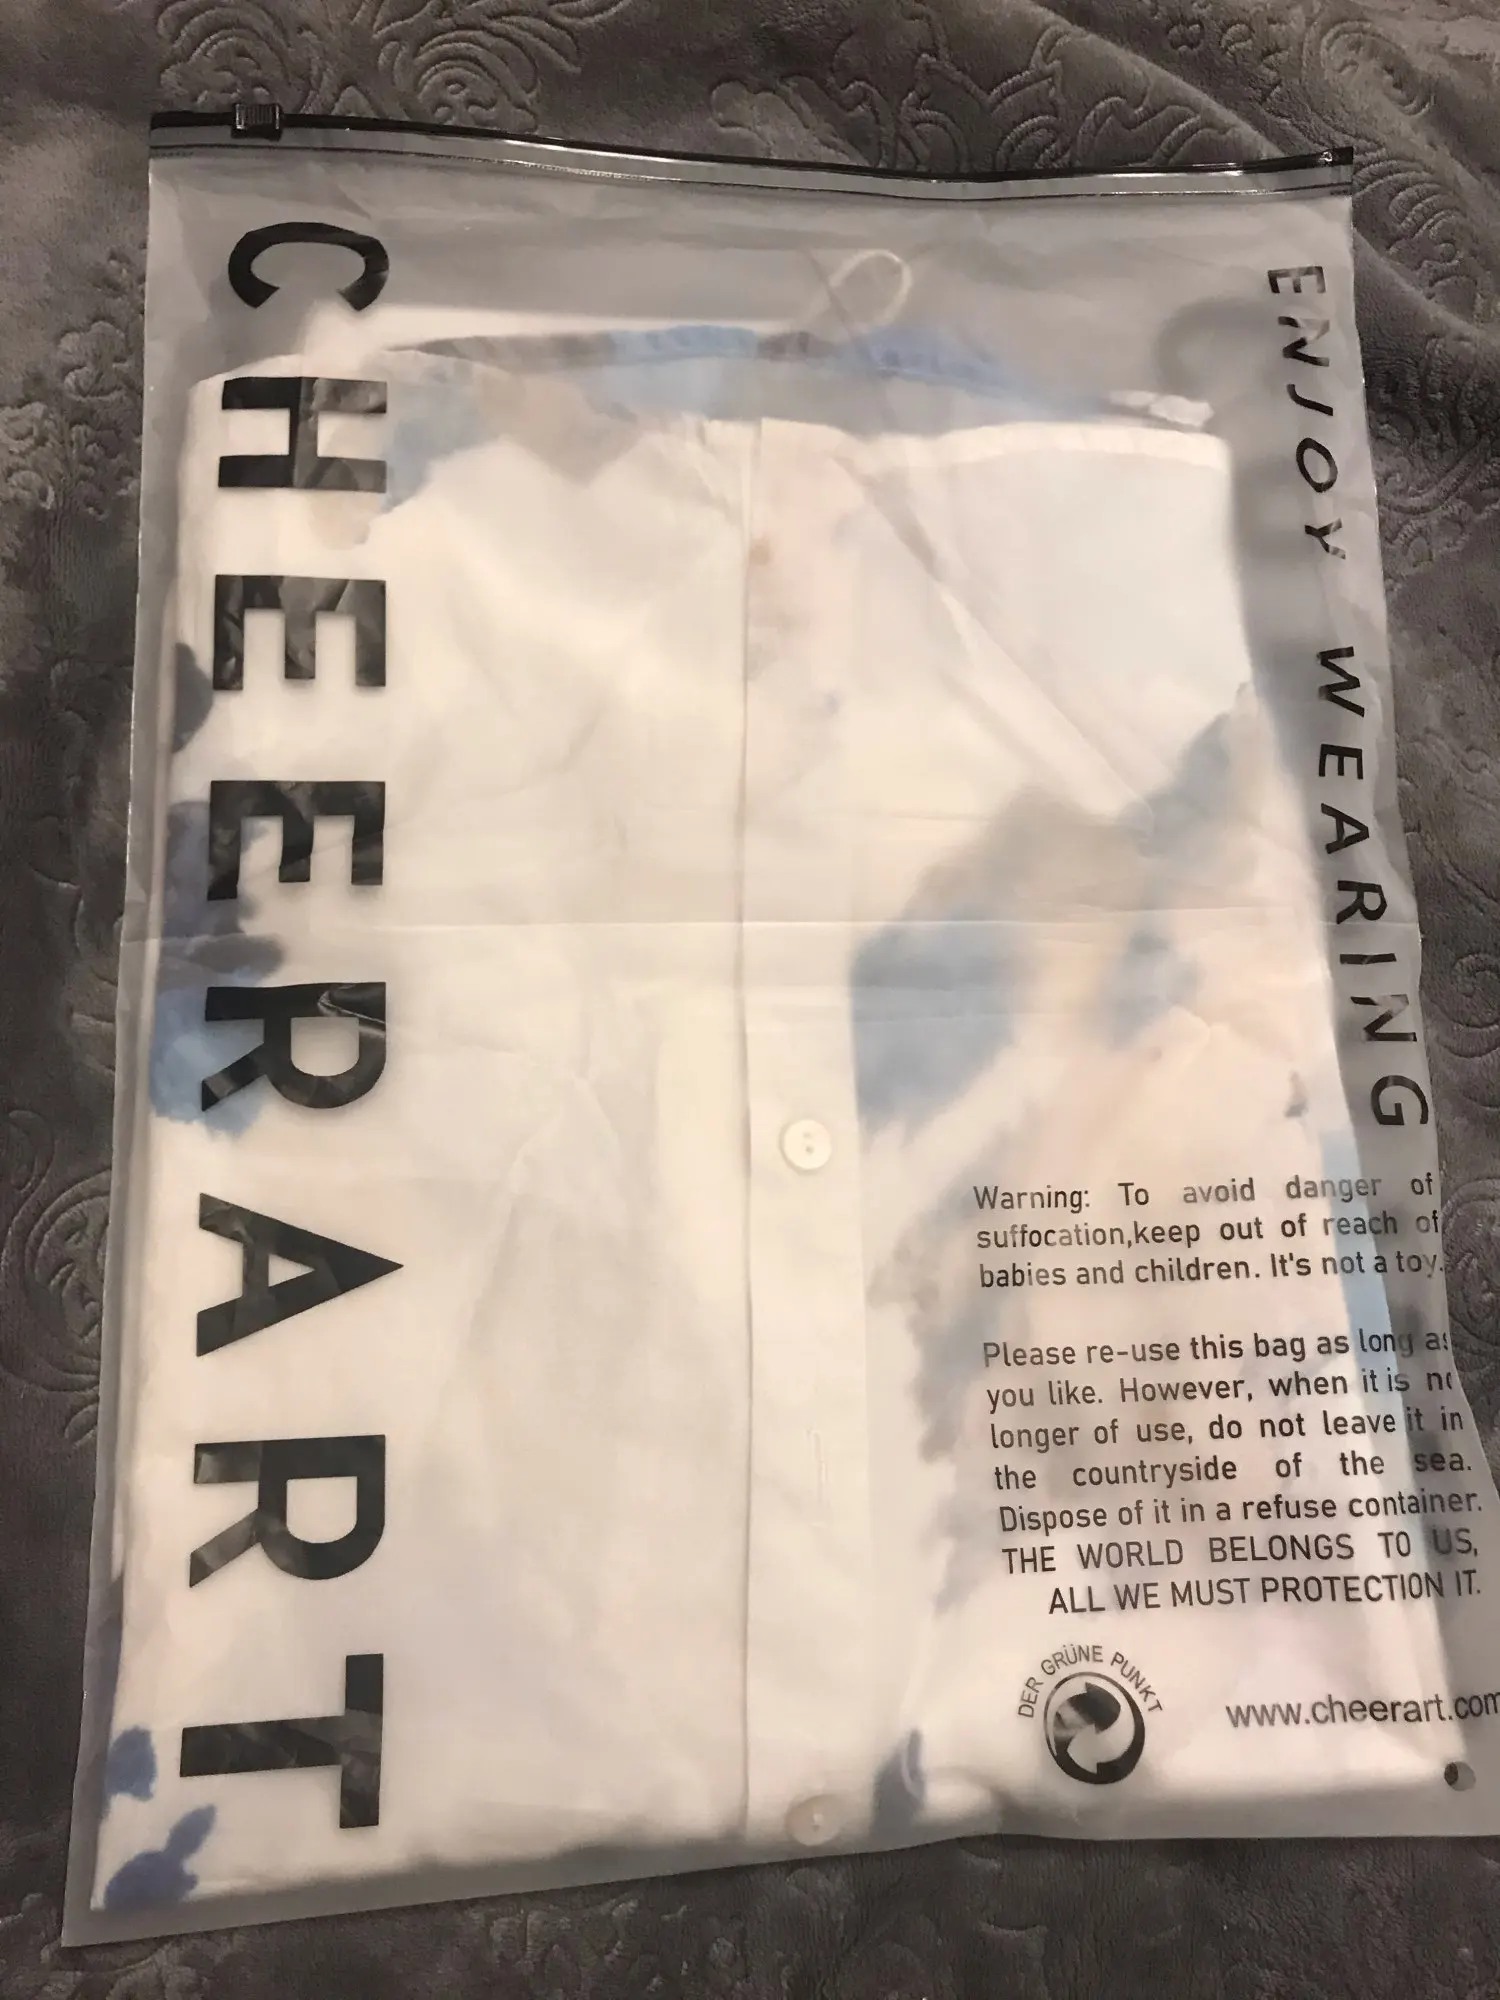 CHEERART
ENJOY WEARING
Warning: To avoid danger of
suffocation,keep out of reach of
babies and children. It's not a toy.
Please re-use this bag as long as
you like. However, when it is no
longer of use, do not leave it in
the countryside of the sea.
Dispose of it in a refuse container.
THE WORLD BELONGS TO US,
ALL WE MUST PROTECTION IT.
DER GRÜNE PUNKT
www.cheerart.com